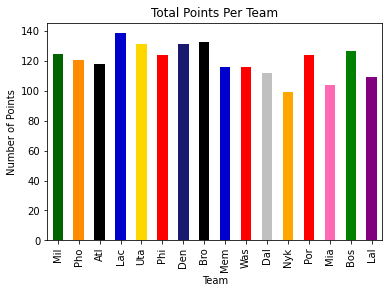 Total Points Per Team
Number of Points
140
120
100
80
60
40
20
0
Mil
Pho
Atl
Lac
Uta
Phi
Den
Bro
Mem
Was
Dal
Nyk
Por
Mia
Bos
Lal
Team